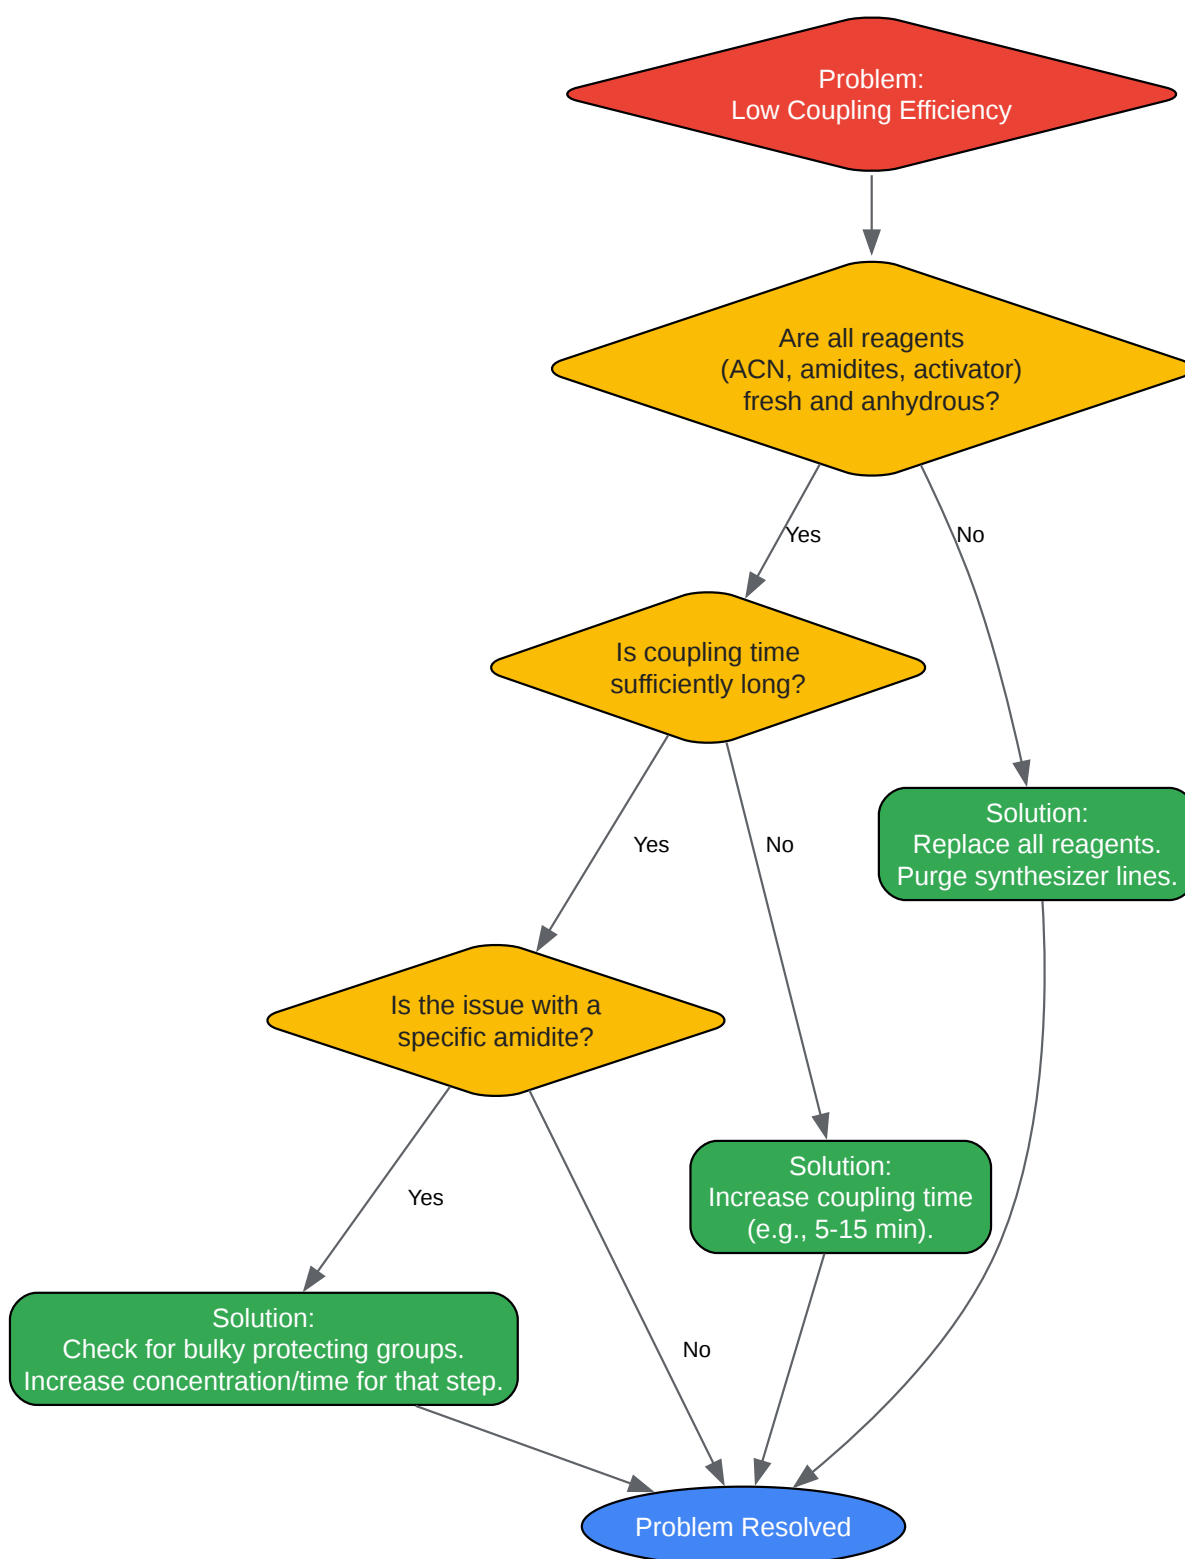 Problem:
Low Coupling Efficiency
Are all reagents
(ACN, amidites, activator)
fresh and anhydrous?
Yes
No
Is coupling time
sufficiently long?
Solution:
Replace all reagents.
Purge synthesizer lines.
Yes
No
Is the issue with a
specific amidite?
Solution:
Increase coupling time
(e.g., 5-15 min).
Yes
No
Solution:
Check for bulky protecting groups.
Increase concentration/time for that step.
Problem Resolved